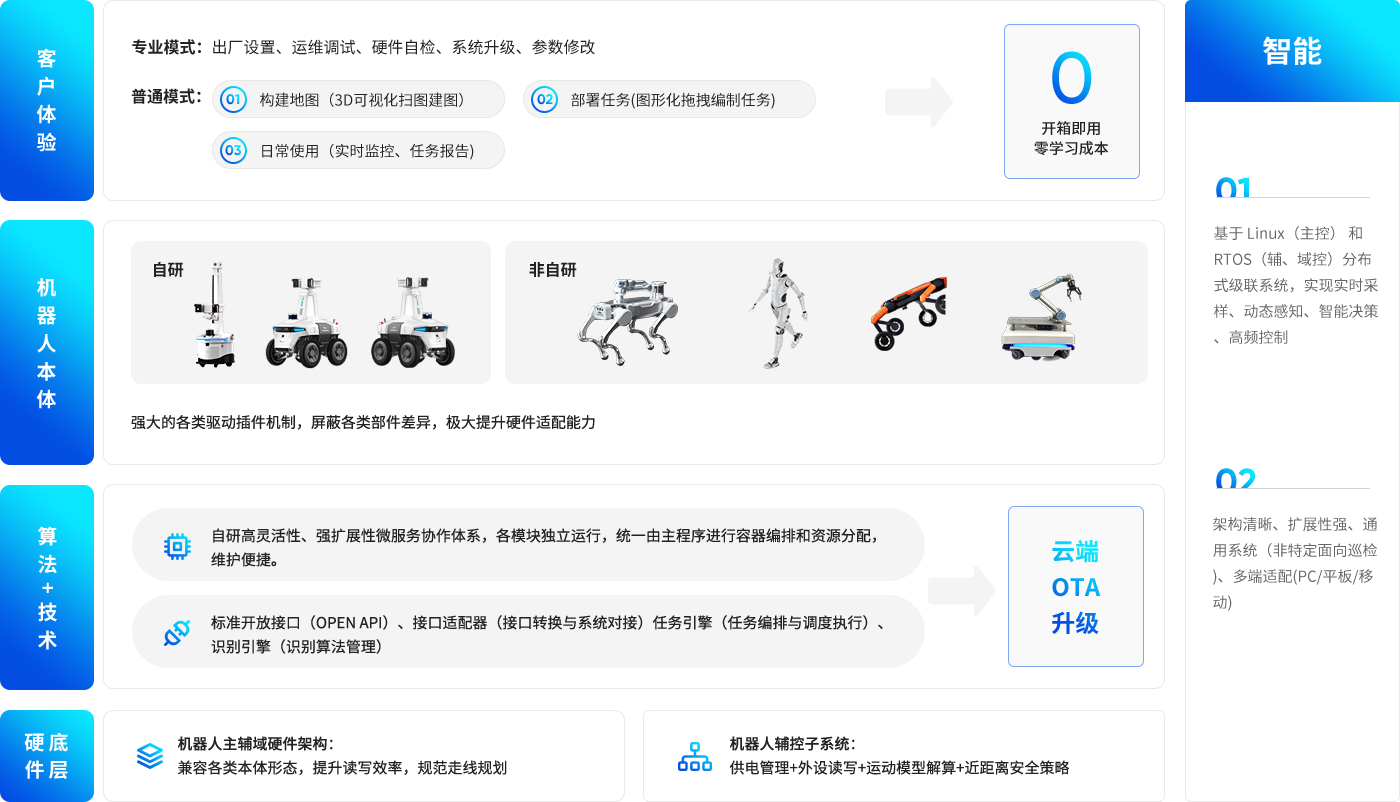 客户体验
专业模式：出厂设置、运维调试、硬件自检、系统升级、参数修改
普通模式：
01 构建地图（3D可视化扫图建图）
02 部署任务(图形化拖拽编制任务)
03 日常使用（实时监控、任务报告)
0
开箱即用
零学习成本
机器人本体
自研
非自研
强大的各类驱动插件机制，屏蔽各类部件差异，极大提升硬件适配能力
算法+技术
自研高灵活性、强扩展性微服务协作体系，各模块独立运行，统一由主程序进行容器编排和资源分配，
维护便捷。
标准开放接口（OPEN API）、接口适配器（接口转换与系统对接）任务引擎（任务编排与调度执行）、
识别引擎（识别算法管理）
云端
OTA
升级
硬底
件层
机器人主辅域硬件架构：
兼容各类本体形态，提升读写效率，规范走线规划
机器人辅控子系统：
供电管理+外设读写+运动模型解算+近距离安全策略
智能
01
基于 Linux（主控） 和
RTOS（辅、域控）分布
式级联系统，实现实时采
样、动态感知、智能决策
、高频控制
02
架构清晰、扩展性强、通
用系统（非特定面向巡检
)、多端适配(PC/平板/移
动)